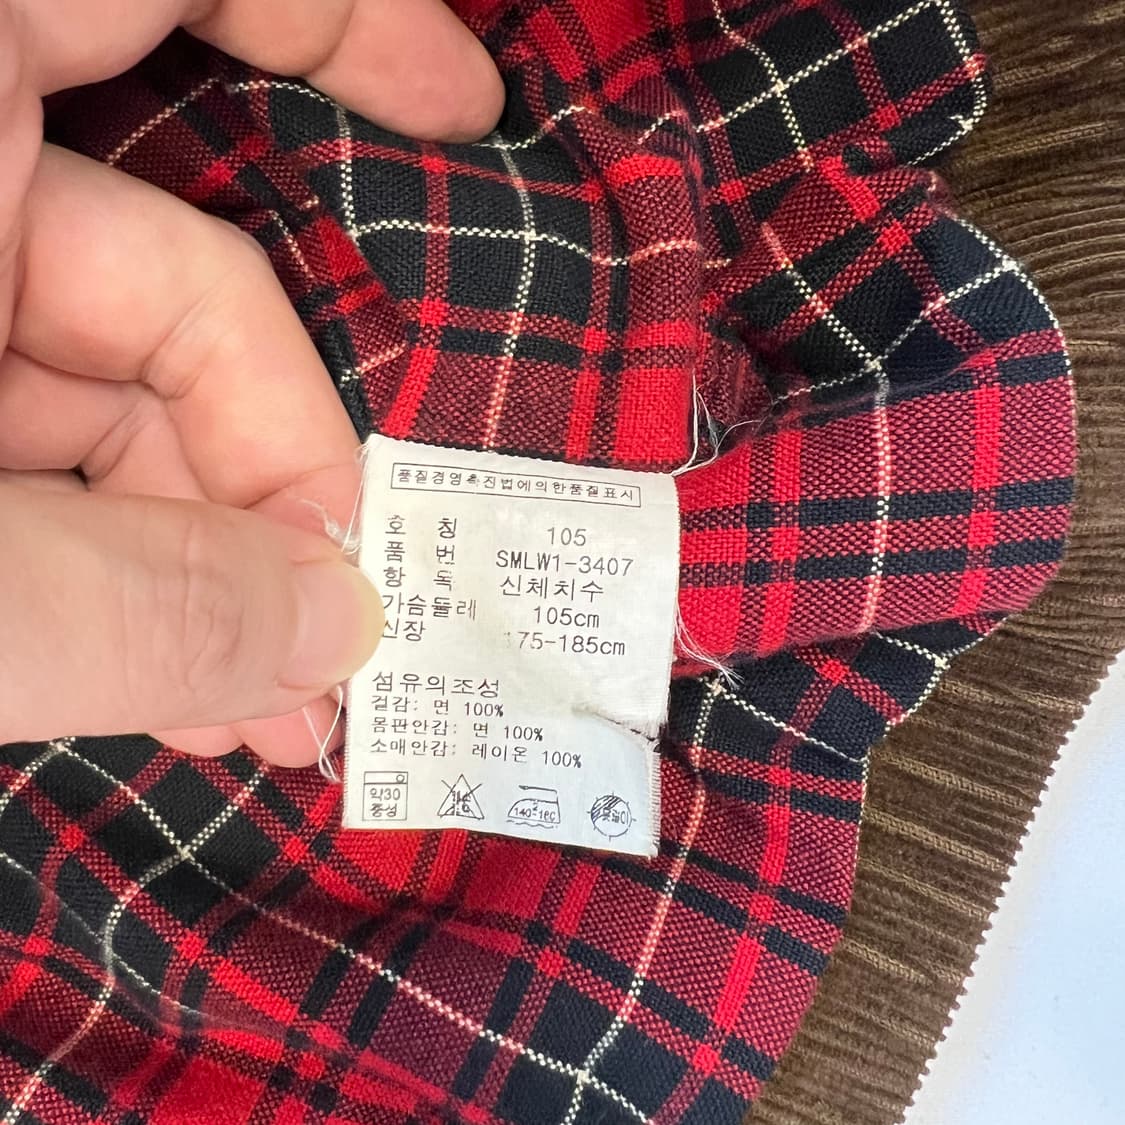 품질경영촉진법에의한품질표시
호 칭 105
품 번 SMLW1-3407
항 목 신체치수
가슴둘레 105cm
신장 175-185cm
섬유의조성
겉감: 면 100%
몸판안감: 면 100%
소매안감: 레이온 100%
약30
중성